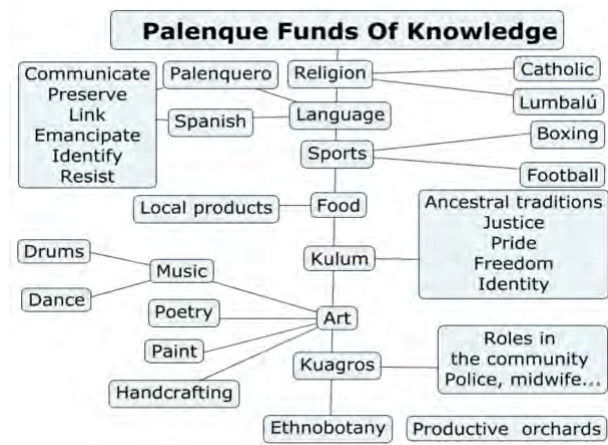 Palenque Funds Of Knowledge
Communicate
Preserve
Link
Emancipate
Identify
Resist
Palenquero
Spanish
Religion
Language
Catholic
Lumbalú
Sports
Boxing
Football
Local products
Food
Kulum
Ancestral traditions
Justice
Pride
Freedom
Identity
Drums
Dance
Music
Poetry
Paint
Handcrafting
Art
Kuagros
Roles in
the community
Police, midwife...
Ethnobotany
Productive orchards